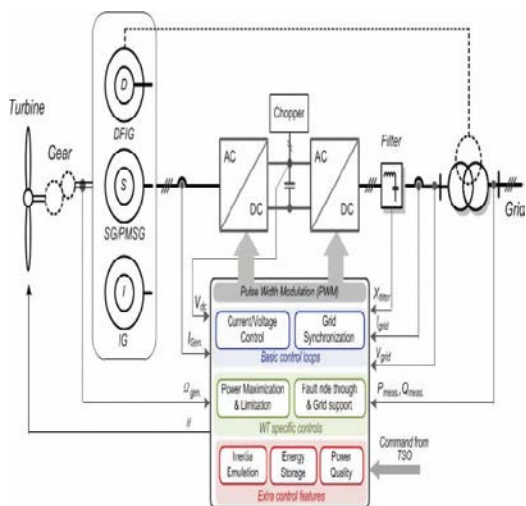 Turbine
Gear
D
DFIG
S
SG/PMSG
I
IG
Chopper
AC
DC
AC
DC
Filter
Grid
Pulse Width Modulation (PWM)
Current/Voltage
Control
Grid
Synchronization
Basic control loops
Power Maximization
& Limitation
Fault ride through
& Grid support
WT specific controls
Inertia
Emulation
Energy
Storage
Power
Quality
Extra control features
Vdc
IGen.
Ωgen.
θ
Xfilter
Igrid
Vgrid
Pmeas., Qmeas.
Command from
TSO